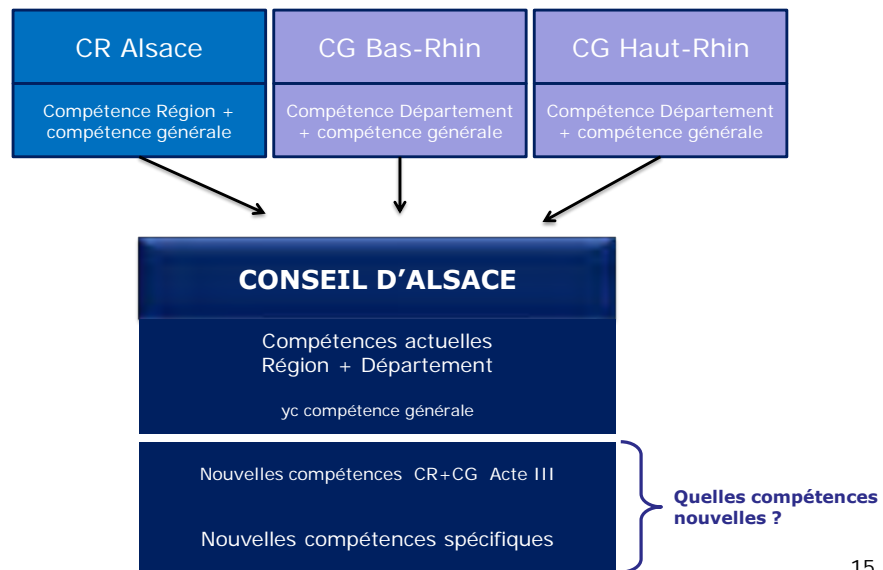 CR Alsace
Compétence Région +
compétence générale
CG Bas-Rhin
Compétence Département
+ compétence générale
CG Haut-Rhin
Compétence Département
+ compétence générale
CONSEIL D’ALSACE
Compétences actuelles
Région + Département
yc compétence générale
Nouvelles compétences CR+CG Acte III
Nouvelles compétences spécifiques
Quelles compétences
nouvelles ?
15